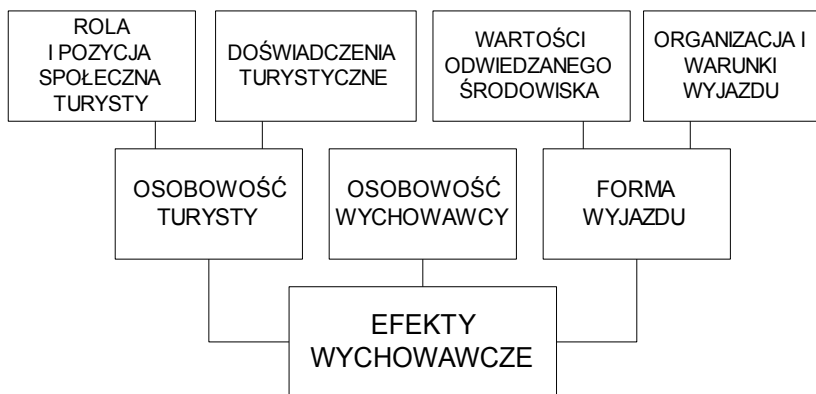 ROLA
I POZYCJA
SPOŁECZNA
TURYSTY
DOŚWIADCZENIA
TURYSTYCZNE
WARTOŚCI
ODWIEDZANEGO
ŚRODOWISKA
ORGANIZACJA I
WARUNKI
WYJAZDU
OSOBOWOŚĆ
TURYSTY
OSOBOWOŚĆ
WYCHOWAWCY
FORMA
WYJAZDU
EFEKTY
WYCHOWAWCZE